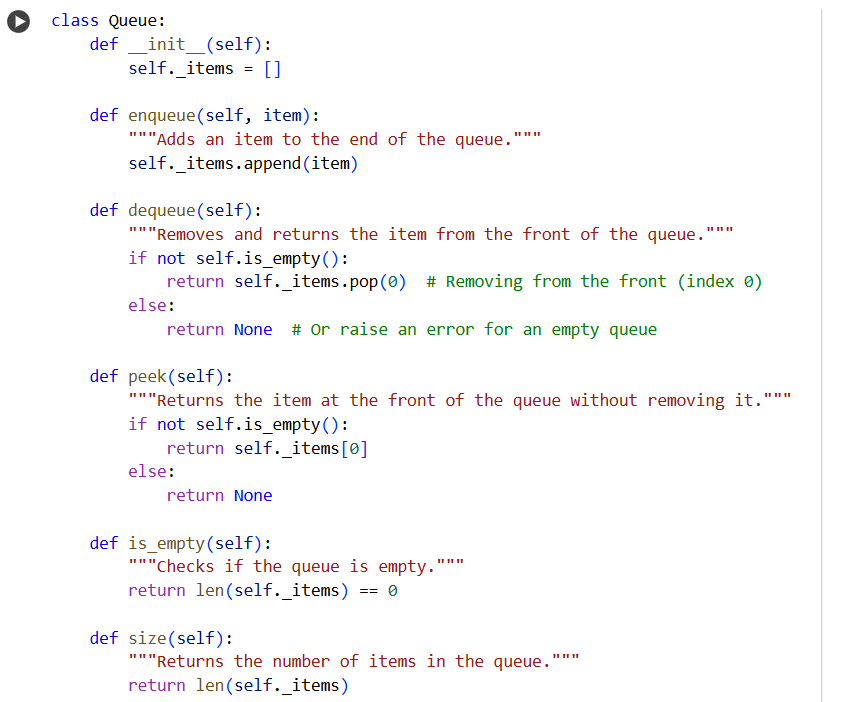 class Queue:
    def __init__(self):
        self._items = []

    def enqueue(self, item):
        """Adds an item to the end of the queue."""
        self._items.append(item)

    def dequeue(self):
        """Removes and returns the item from the front of the queue."""
        if not self.is_empty():
            return self._items.pop(0)  # Removing from the front (index 0)
        else:
            return None  # Or raise an error for an empty queue

    def peek(self):
        """Returns the item at the front of the queue without removing it."""
        if not self.is_empty():
            return self._items[0]
        else:
            return None

    def is_empty(self):
        """Checks if the queue is empty."""
        return len(self._items) == 0

    def size(self):
        """Returns the number of items in the queue."""
        return len(self._items)